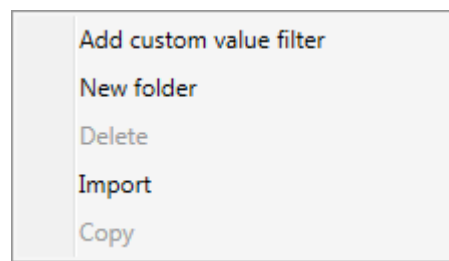 Add custom value filter
New folder
Delete
Import
Copy